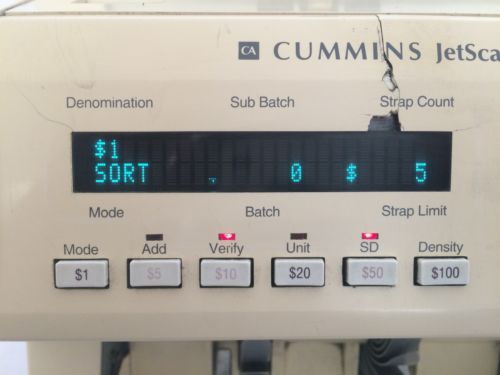 CA CUMMINS JetSca
Denomination Sub Batch Strap Count
$1
SORT . 0 $ 5
Mode Batch Strap Limit
Mode Add Verify Unit SD Density
$1 $5 $10 $20 $50 $100